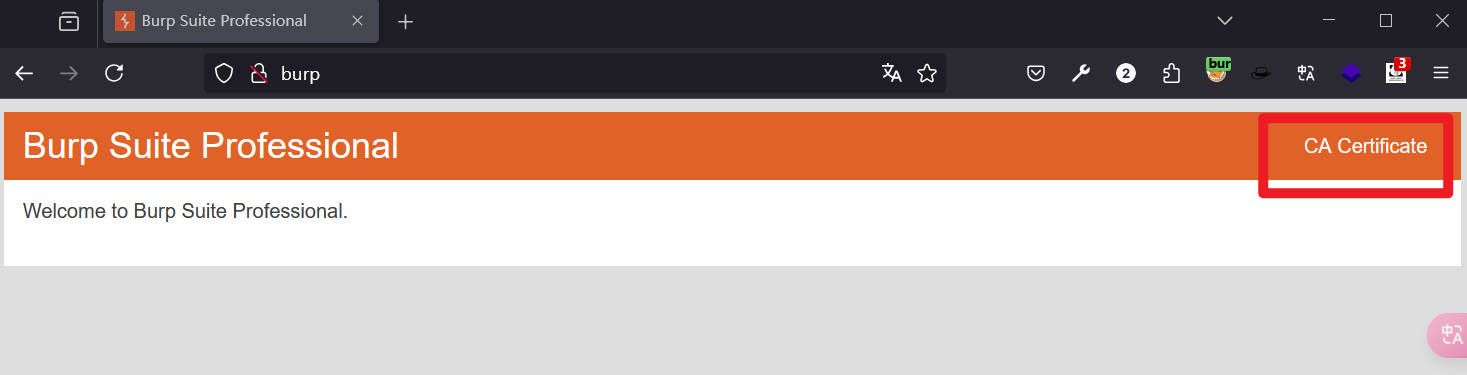 Burp Suite Professional
burp
2
bur
3
Burp Suite Professional
CA Certificate
Welcome to Burp Suite Professional.